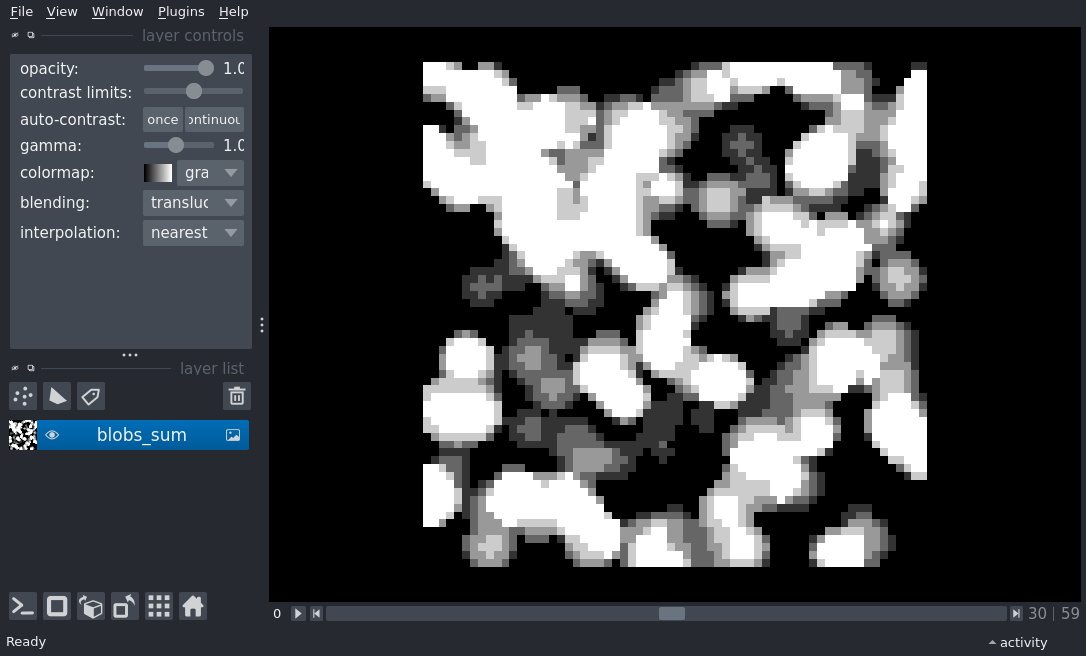 File View Window Plugins Help
layer controls
opacity: 1.0
contrast limits:
auto-contrast: once ontinuou
gamma: 1.0
colormap: gra
blending: transluc
interpolation: nearest
layer list
blobs_sum
0 30 | 59
Ready activity